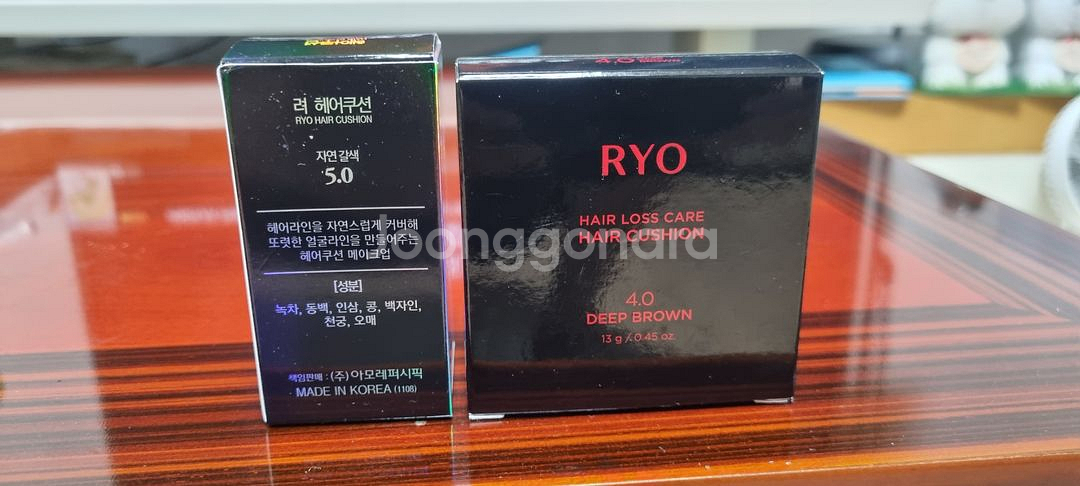 려 헤어쿠션
RYO HAIR CUSHION
자연 갈색
5.0
헤어라인을 자연스럽게 커버해
또렷한 얼굴라인을 만들어주는
헤어쿠션 메이크업
[성분]
녹차, 동백, 인삼, 콩, 백자인,
천궁, 오매
책임판매 : (주)아모레퍼시픽
MADE IN KOREA (1108)
4.0
RYO
HAIR LOSS CARE
HAIR CUSHION
4.0
DEEP BROWN
13 g / 0.45 oz.
bonggondara